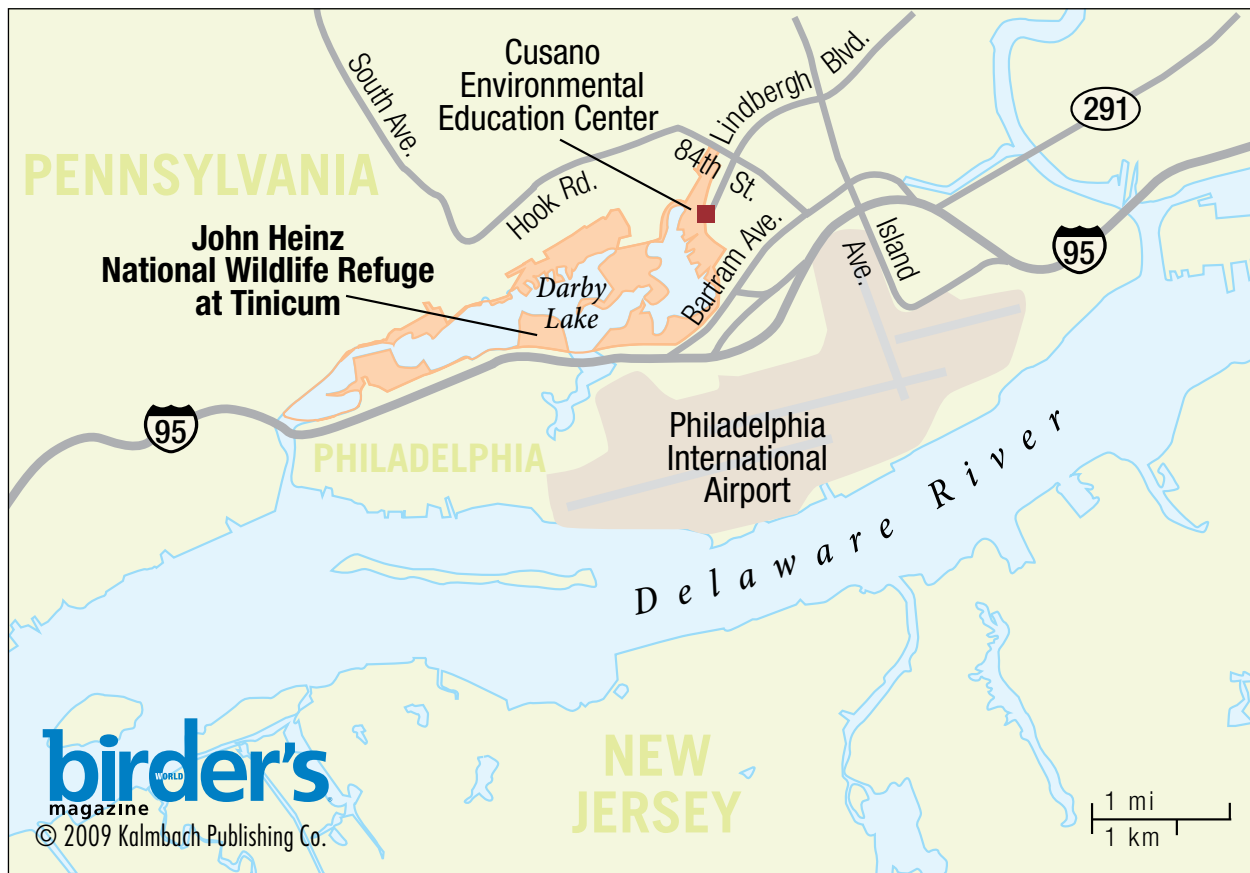 South Ave.
Cusano
Environmental
Education Center
Lindbergh Blvd.
84th St.
291
PENNSYLVANIA
Hook Rd.
John Heinz
National Wildlife Refuge
at Tinicum
Darby
Lake
Bartram Ave.
Island
Ave.
95
95
PHILADELPHIA
Philadelphia
International
Airport
Delaware River
NEW
JERSEY
birder's
WORLD
magazine
© 2009 Kalmbach Publishing Co.
1 mi
1 km